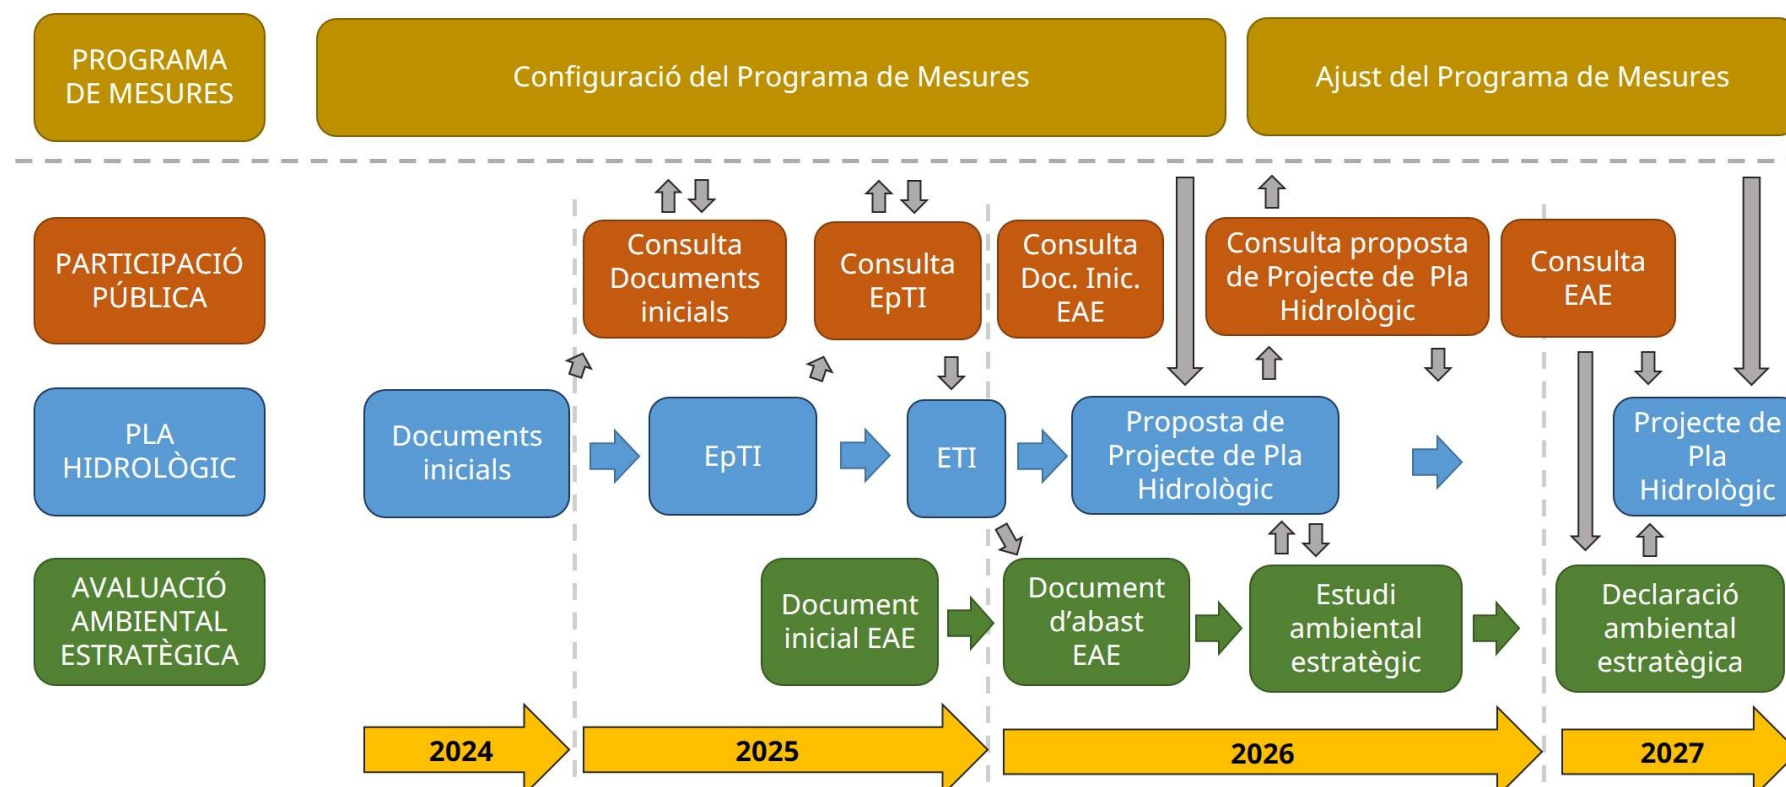 PROGRAMA
DE MESURES
Configuració del Programa de Mesures
Ajust del Programa de Mesures
PARTICIPACIÓ
PÚBLICA
Consulta
Documents
inicials
Consulta
EpTI
Consulta
Doc. Inic.
EAE
Consulta proposta
de Projecte de Pla
Hidrològic
Consulta
EAE
PLA
HIDROLÒGIC
Documents
inicials
EpTI
ETI
Proposta de
Projecte de Pla
Hidrològic
Projecte de
Pla
Hidrològic
AVALUACIÓ
AMBIENTAL
ESTRATÈGICA
Document
inicial EAE
Document
d’abast
EAE
Estudi
ambiental
estratègic
Declaració
ambiental
estratègica
2024
2025
2026
2027